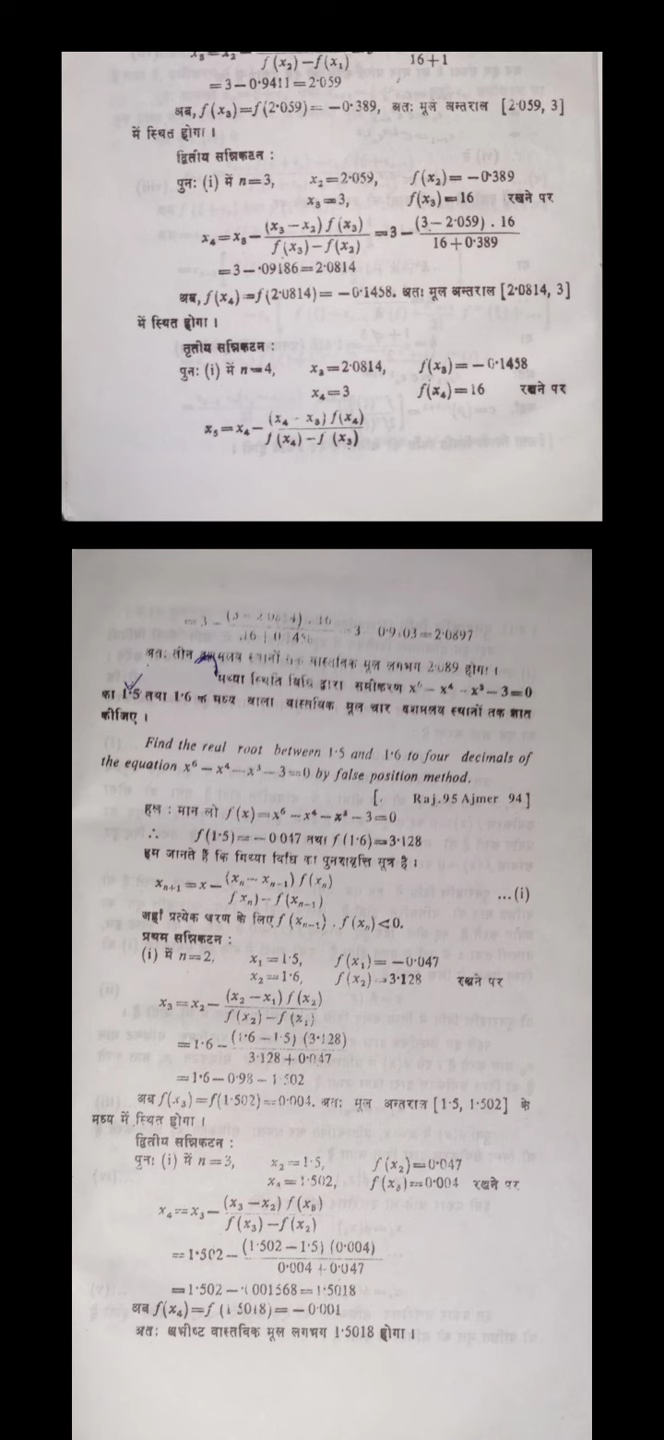 f (x₂) − f(x₁) 16+1
=3−0·9411=2·059
अब, f (x₃)=f(2·059)= −0·389, अतः मूल अन्तराल [2·059, 3]
में स्थित होगा।
द्वितीय सन्निकटन :
पुनः (i) में n=3, x₂=2·059, f(x₂)= −0·389
x₃=3, f(x₃)=16 रखने पर
x₄=x₃− (x₃−x₂) f(x₃) / f(x₃)−f(x₂) =3− (3−2·059) . 16 / 16+0·389
=3−·09186=2·0814
अब, f(x₄)=f(2·0814)= −0·1458. अतः मूल अन्तराल [2·0814, 3]
में स्थित होगा।
तृतीय सन्निकटन :
पुनः (i) में n=4, x₃=2·0814, f(x₃)= −0·1458
x₄=3 f(x₄)=16 रखने पर
x₅=x₄− (x₄−x₃) f(x₄) / f (x₄)−f (x₃)
2·0897
अतः तीन दशमलव स्थानों तक वास्तविक मूल लगभग 2·089 होगा।
मिथ्या स्थिति विधि द्वारा समीकरण x⁶−x⁴−x³−3=0
का 1·5 तथा 1·6 के मध्य वाला वास्तविक मूल चार दशमलव स्थानों तक ज्ञात
कीजिए।
Find the real root between 1·5 and 1·6 to four decimals of
the equation x⁶−x⁴−x³−3=0 by false position method.
[ Raj. 95 Ajmer 94]
हल : मान लो f(x)=x⁶−x⁴−x³−3=0
∴ f(1·5)=−0 047 तथा f (1·6)=3·128
हम जानते हैं कि मिथ्या विधि का पुनरावृत्ति सूत्र है।
xₙ₊₁=x− (xₙ−xₙ₋₁) f(xₙ) / f xₙ)−f(xₙ₋₁) ...(i)
जहाँ प्रत्येक चरण के लिए f (xₙ₋₁) . f(xₙ)<0.
प्रथम सन्निकटन :
(i) में n=2, x₁=1·5, f(x₁)= −0·047
x₂=1·6, f(x₂)=3·128 रखने पर
x₃=x₂− (x₂−x₁) f(x₂) / f(x₂)−f(x₁)
=1·6− (1·6−1·5) (3·128) / 3·128+0·047
=1·6−0·98=1·502
अब f(x₃)=f(1·502)=0·004. अतः मूल अन्तराल [1·5, 1·502] के
मध्य में स्थित होगा।
द्वितीय सन्निकटन :
पुनः (i) में n=3, x₂=1·5, f(x₂)=0·047
x₃=1·502, f(x₃)=0·004 रखने पर
x₄=x₃− (x₃−x₂) f(x₃) / f(x₃)−f(x₂)
=1·502− (1·502−1·5) (0·004) / 0·004+0·047
=1·502− 001568=1·5018
अब f(x₄)=f (1 5018)= −0·001
अतः अभीष्ट वास्तविक मूल लगभग 1·5018 होगा।